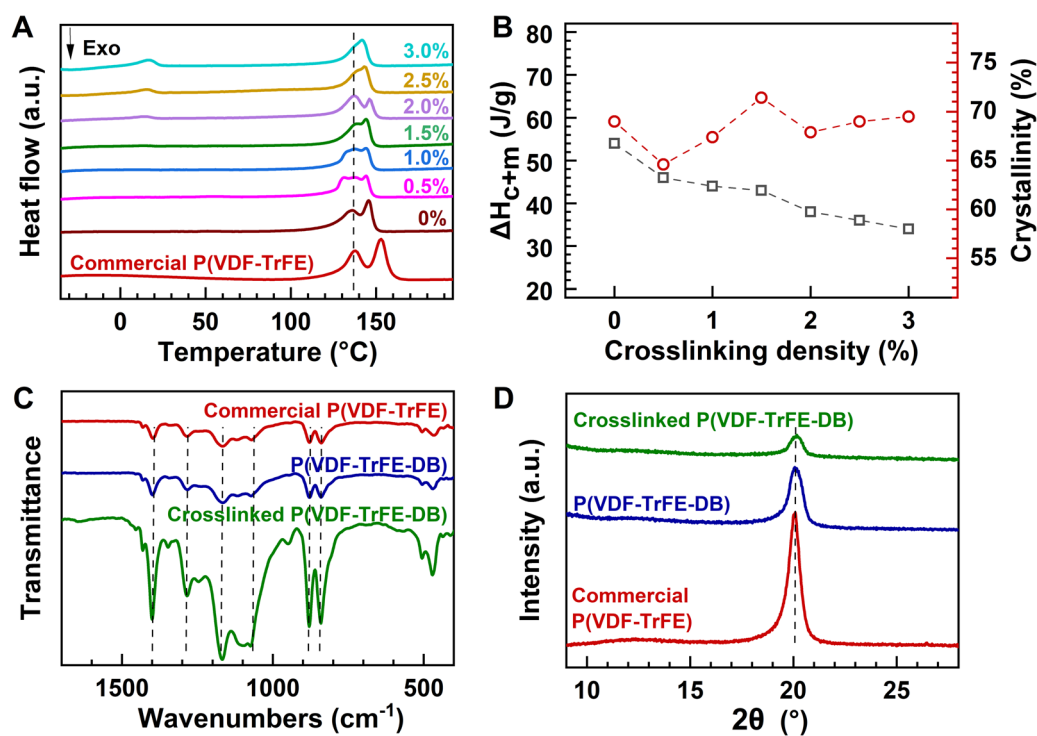 A
Exo
3.0%
2.5%
2.0%
1.5%
1.0%
0.5%
0%
Commercial P(VDF-TrFE)
Heat flow (a.u.)
0 50 100 150
Temperature (°C)
B
80
70
60
50
40
30
20
ΔHc+m (J/g)
75
70
65
60
55
Crystallinity (%)
0 1 2 3
Crosslinking density (%)
C
Commercial P(VDF-TrFE)
P(VDF-TrFE-DB)
Crosslinked P(VDF-TrFE-DB)
Transmittance
1500 1000 500
Wavenumbers (cm-1)
D
Crosslinked P(VDF-TrFE-DB)
P(VDF-TrFE-DB)
Commercial
P(VDF-TrFE)
Intensity (a.u.)
10 15 20 25
2θ (°)